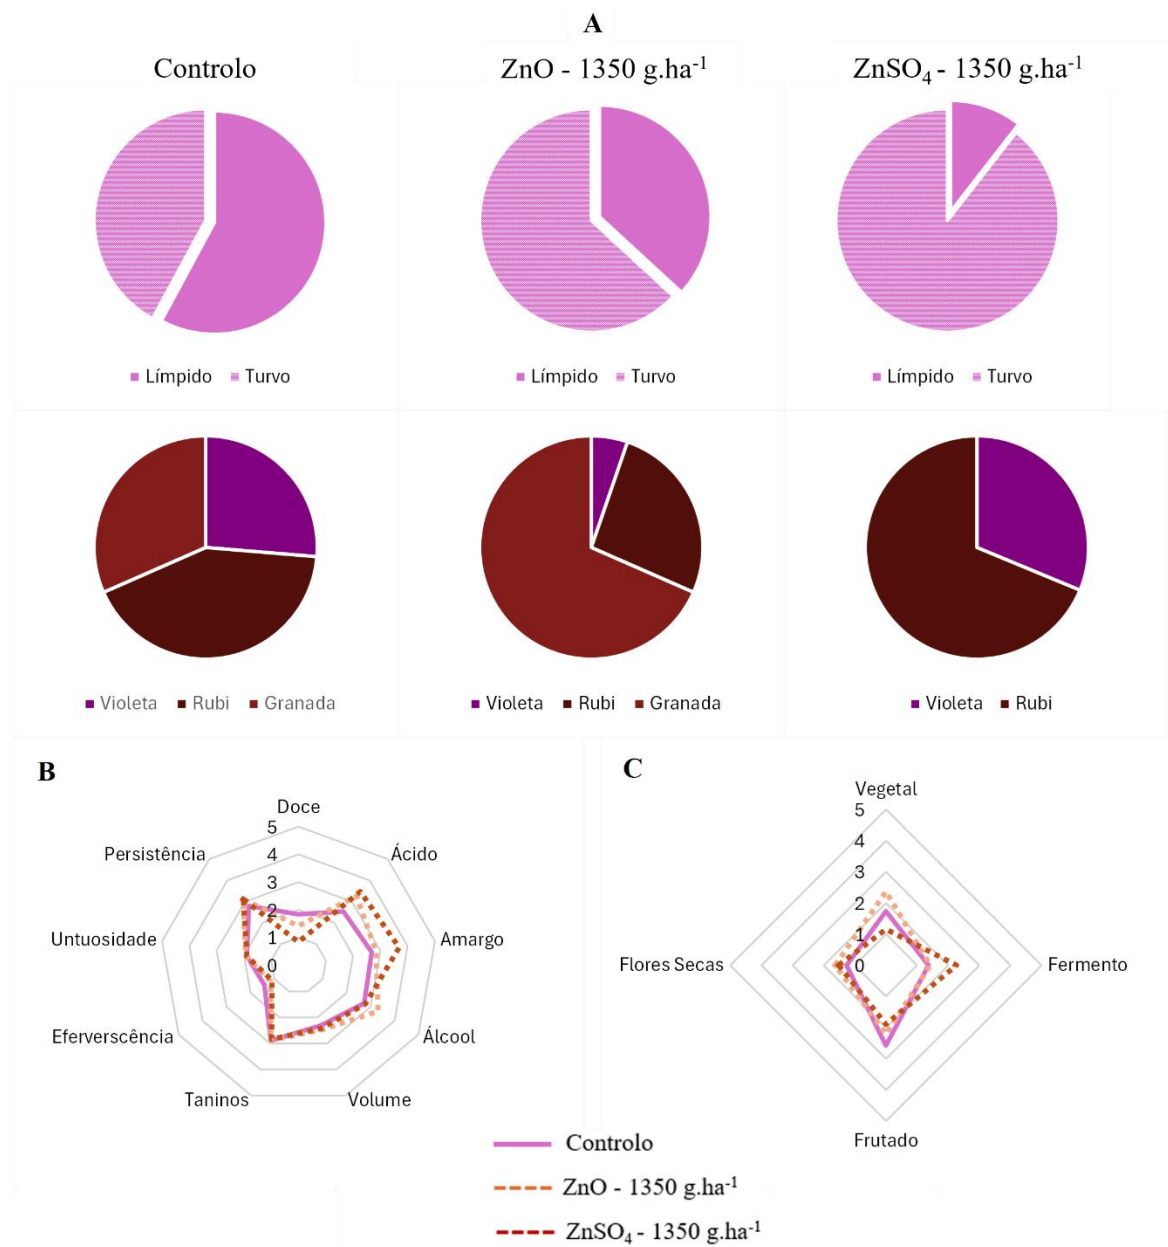 A
Controlo
ZnO - 1350 g.ha⁻¹
ZnSO₄ - 1350 g.ha⁻¹
Límpido Turvo
Límpido Turvo
Límpido Turvo
Violeta Rubi Granada
Violeta Rubi Granada
Violeta Rubi
B
Doce
Ácido
Amargo
Álcool
Volume
Taninos
Eferverscência
Untuosidade
Persistência
5
4
3
2
1
0
C
Vegetal
Fermento
Frutado
Flores Secas
5
4
3
2
1
0
Controlo
ZnO - 1350 g.ha⁻¹
ZnSO₄ - 1350 g.ha⁻¹